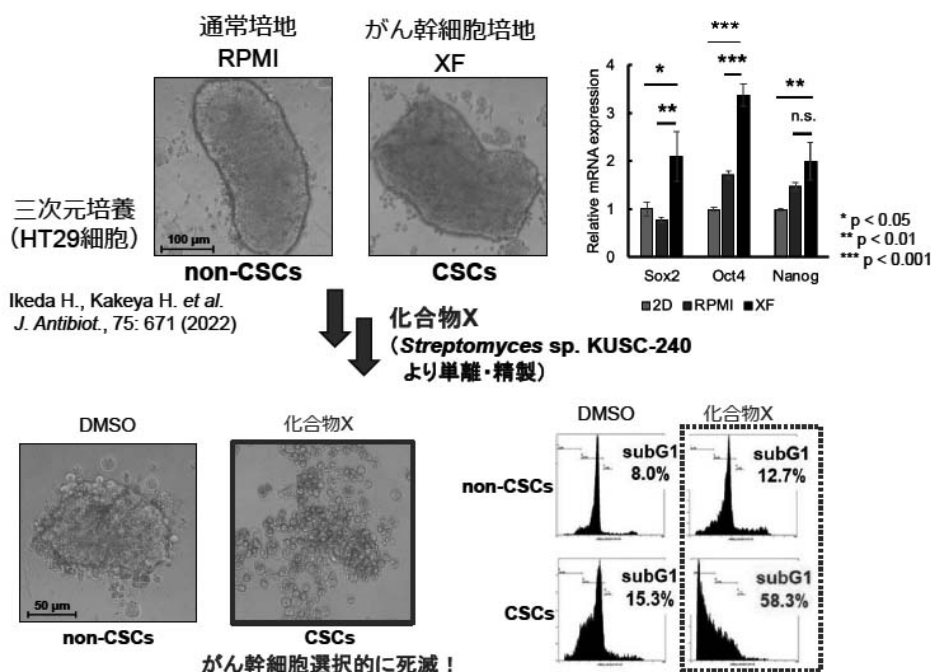 通常培地
RPMI
がん幹細胞培地
XF
三次元培養
(HT29細胞)
100 μm
non-CSCs
CSCs
Relative mRNA expression
4
3
2
1
0
*
**
***
***
**
n.s.
Sox2 Oct4 Nanog
2D RPMI XF
* p < 0.05
** p < 0.01
*** p < 0.001
Ikeda H., Kakeya H. et al.
J. Antibiot., 75: 671 (2022)
化合物X
(Streptomyces sp. KUSC-240
より単離・精製)
DMSO
化合物X
50 μm
non-CSCs
CSCs
がん幹細胞選択的に死滅！
DMSO
化合物X
non-CSCs
subG1
8.0%
subG1
12.7%
CSCs
subG1
15.3%
subG1
58.3%